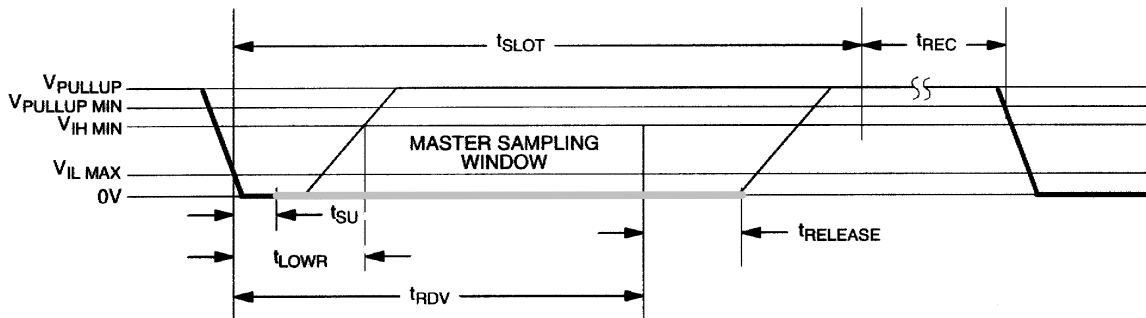 tSLOT
tREC
VPULLUP
VPULLUP MIN
VIH MIN
MASTER SAMPLING
WINDOW
VIL MAX
0V
tSU
tRELEASE
tLOWR
tRDV